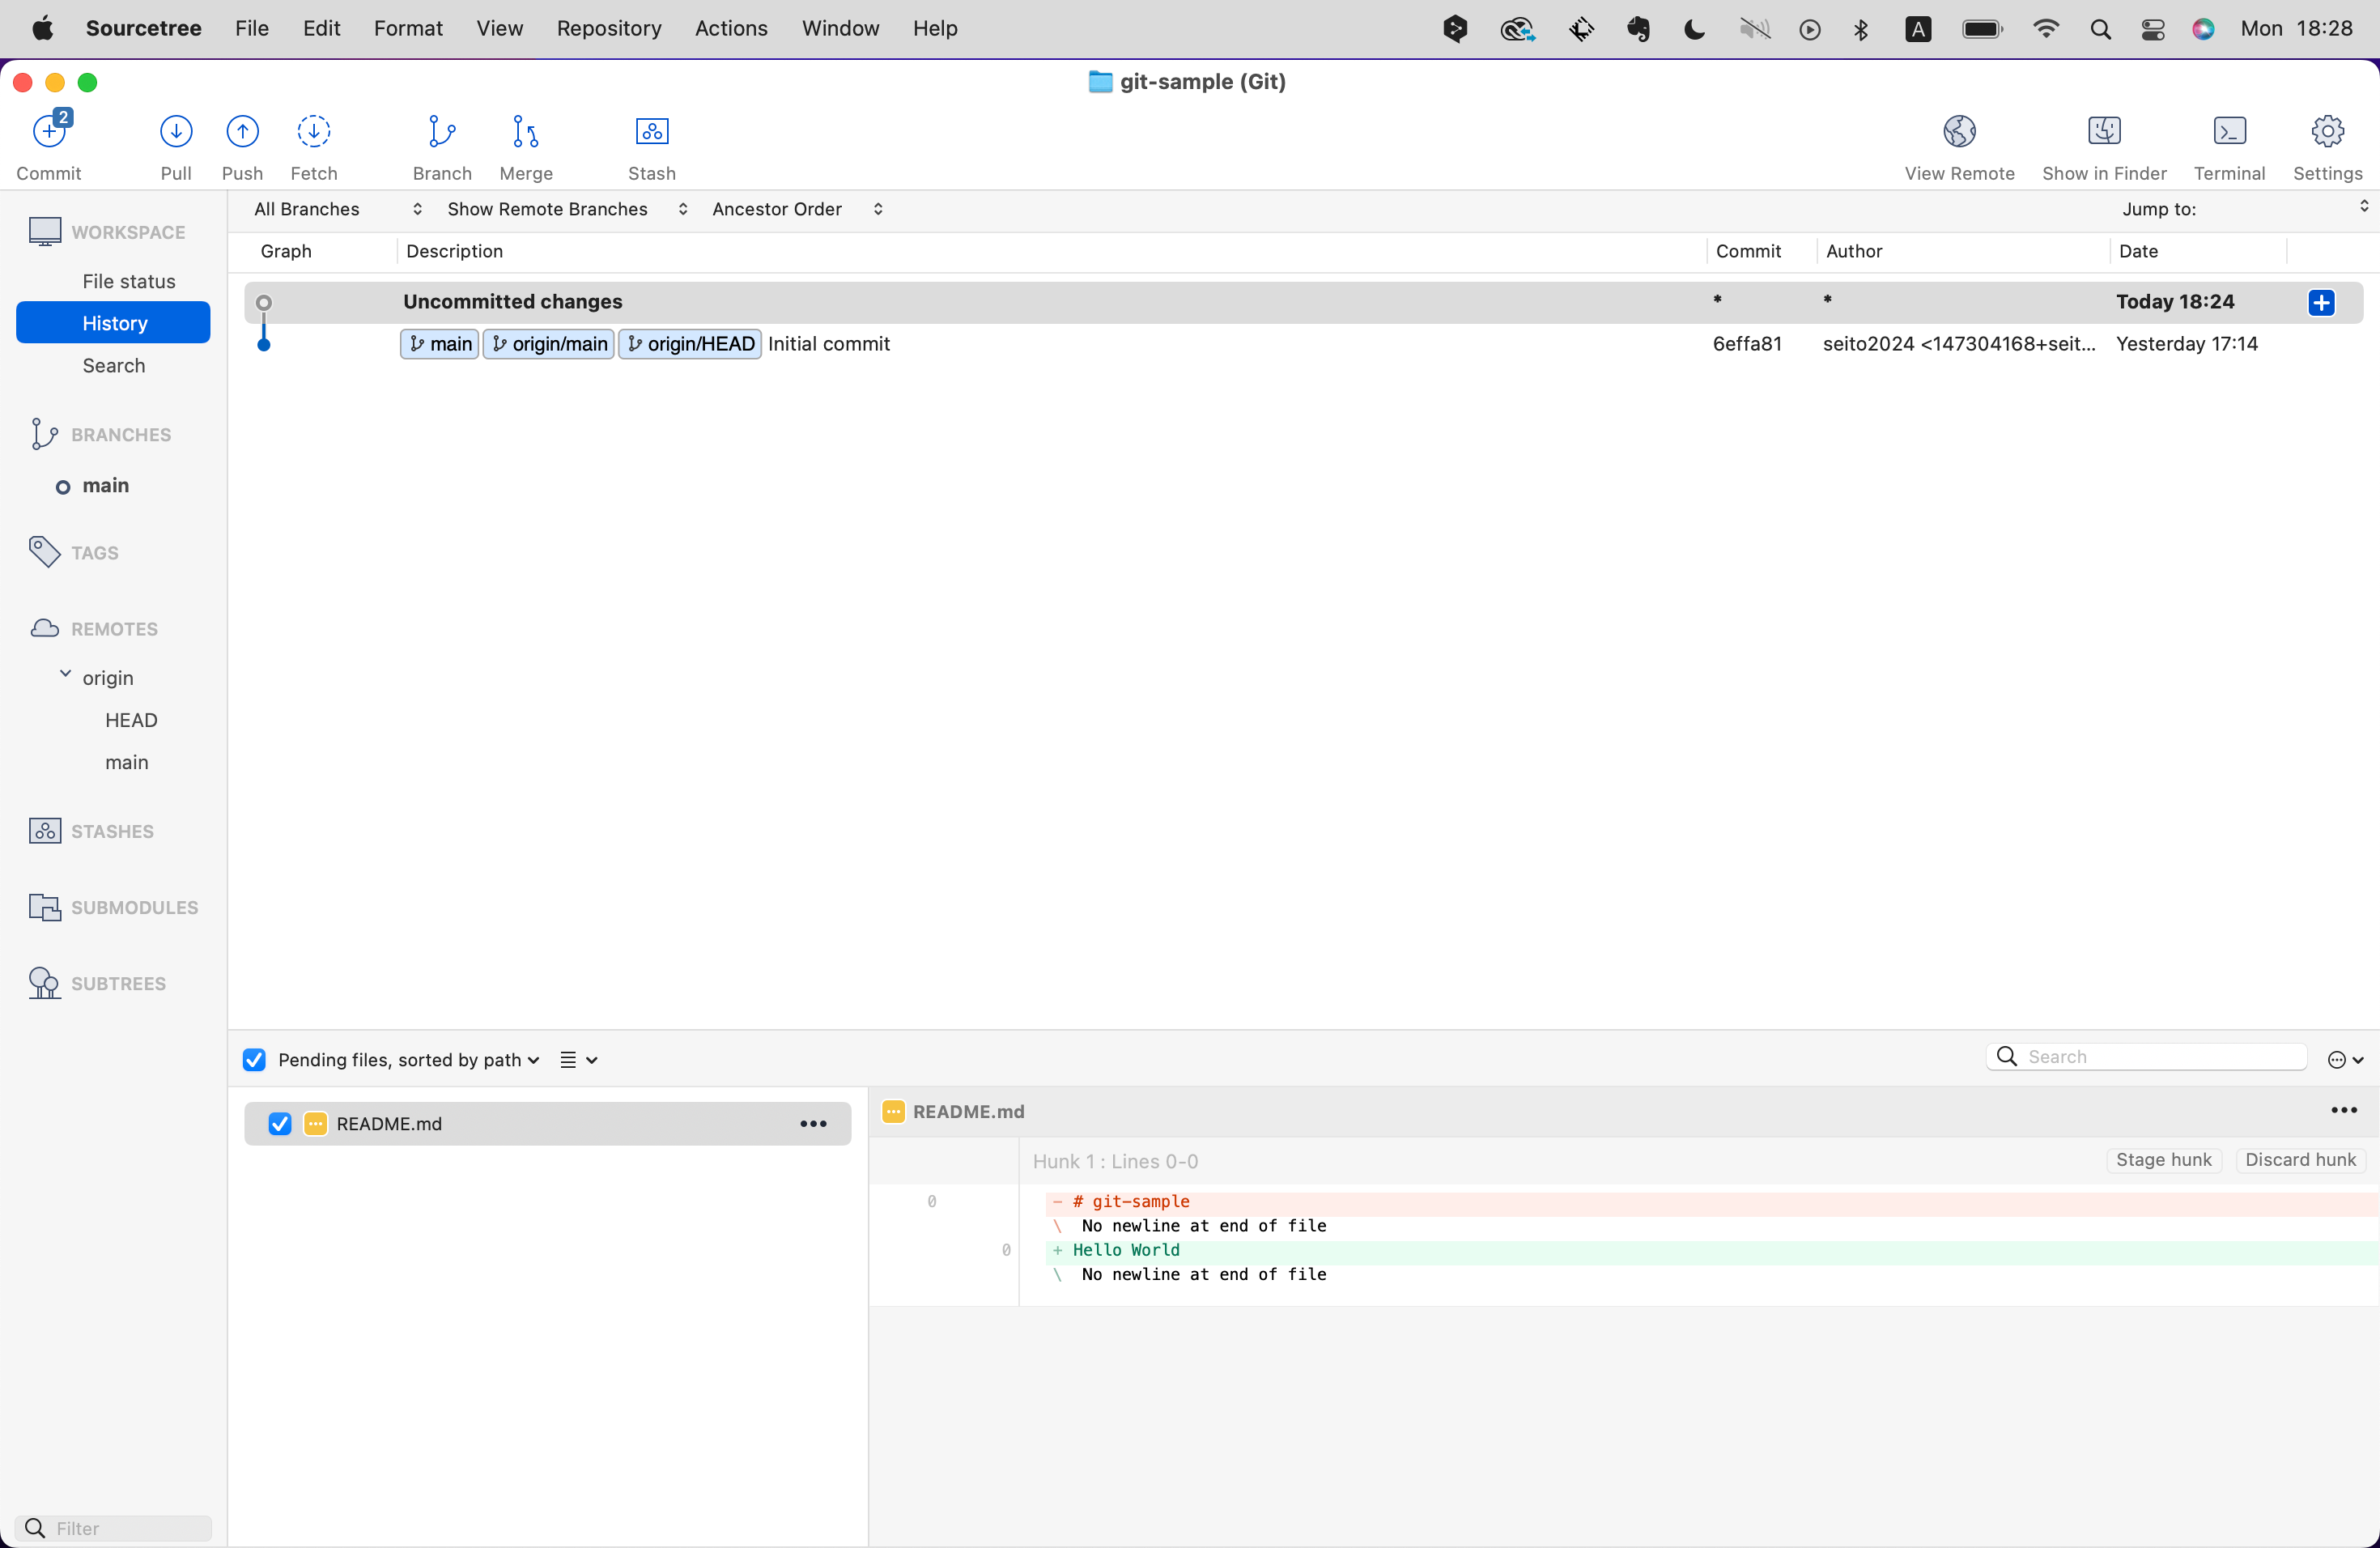 Sourcetree File Edit Format View Repository Actions Window Help A Mon 18:28
git-sample (Git)
2
Commit Pull Push Fetch Branch Merge Stash View Remote Show in Finder Terminal Settings
All Branches Show Remote Branches Ancestor Order Jump to:
Graph Description Commit Author Date
Uncommitted changes * * Today 18:24
main origin/main origin/HEAD Initial commit 6effa81 seito2024 <147304168+seit... Yesterday 17:14
WORKSPACE
File status
History
Search
BRANCHES
main
TAGS
REMOTES
origin
HEAD
main
STASHES
SUBMODULES
SUBTREES
Filter
Pending files, sorted by path Search
README.md
README.md
Hunk 1 : Lines 0-0 Stage hunk Discard hunk
0 - # git-sample
\ No newline at end of file
0 + Hello World
\ No newline at end of file